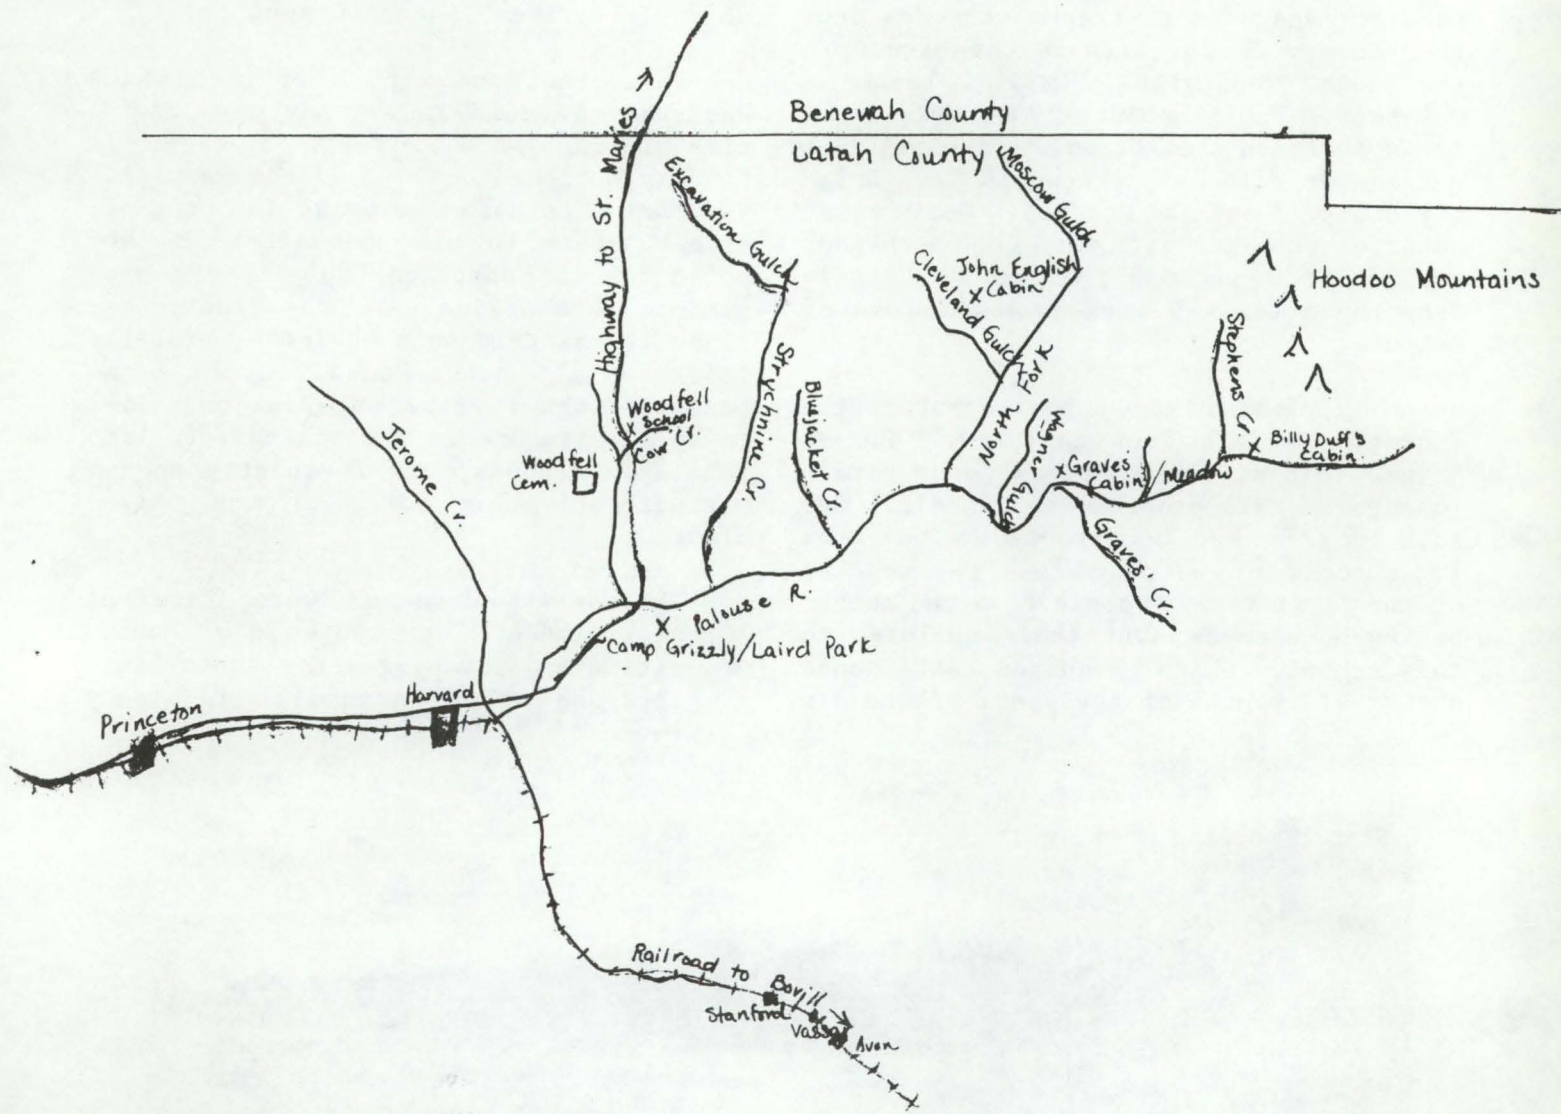 Benewah County
Latah County
Highway to St. Maries
Excavation Gulch
Moscow Gulch
John English
Cabin
Cleveland Gulch
Hoodoo Mountains
Stephens Cr.
Strychnine Cr.
Bluejacket Cr.
North Fork
Wagner Gulch
Woodfell
School
Cow Cr.
Woodfell
Cem.
Jerome Cr.
Graves'
Cabin
Meadow
Billy Duff's
Cabin
Graves' Cr.
Palouse R.
Camp Grizzly/Laird Park
Harvard
Princeton
Railroad to Bovill
Stanford
Vassar
Avon